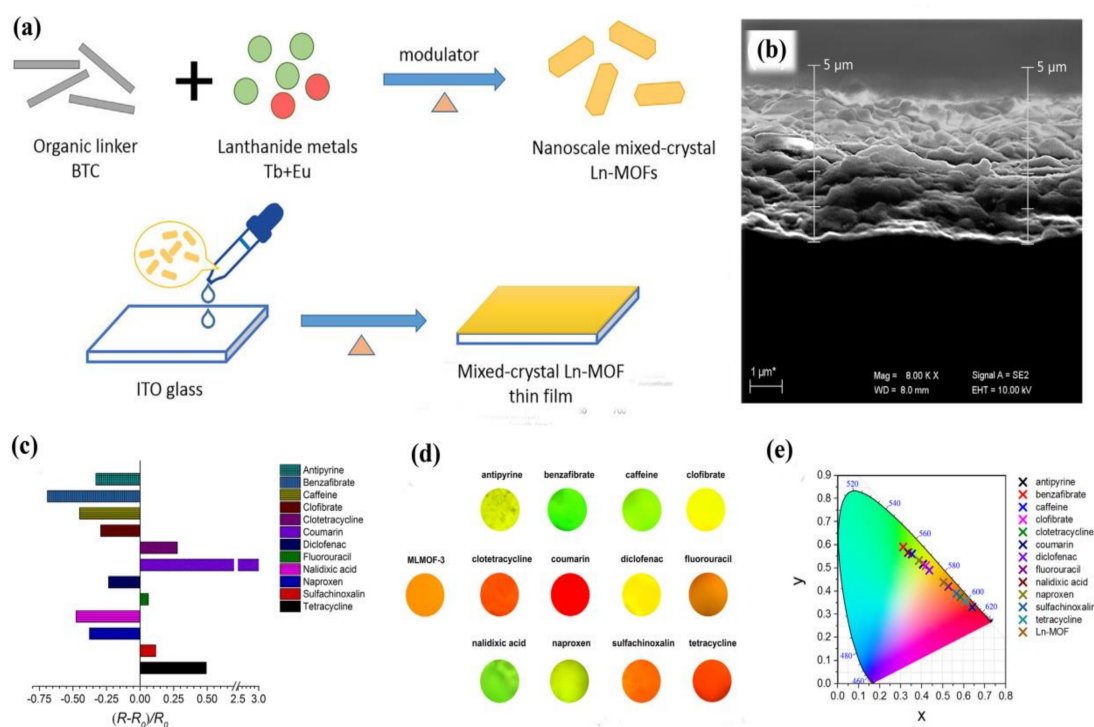 (a)
modulator
Organic linker
BTC
Lanthanide metals
Tb+Eu
Nanoscale mixed-crystal
Ln-MOFs
ITO glass
Mixed-crystal Ln-MOF
thin film
700
(b)
5 µm
5 µm
1 µm*
Mag = 8.00 K X
WD = 8.0 mm
Signal A = SE2
EHT = 10.00 kV
(c)
Antipyrine
Benzafibrate
Caffeine
Clofibrate
Clotetracycline
Coumarin
Diclofenac
Fluorouracil
Nalidixic acid
Naproxen
Sulfachinoxalin
Tetracycline
-0.75 -0.50 -0.25 0.00 0.25 0.50 2.5 3.0
(R-R0)/R0
(d)
antipyrine benzafibrate caffeine clofibrate
MLMOF-3 clotetracycline coumarin diclofenac fluorouracil
nalidixic acid naproxen sulfachinoxalin tetracycline
(e)
0.9
0.8
0.7
0.6
0.5
0.4
0.3
0.2
0.1
0.0
y
520
540
560
580
600
620
480
460
0.0 0.1 0.2 0.3 0.4 0.5 0.6 0.7 0.8
x
antipyrine
benzafibrate
caffeine
clofibrate
clotetracycline
coumarin
diclofenac
fluorouracil
nalidixic acid
naproxen
sulfachinoxalin
tetracycline
Ln-MOF